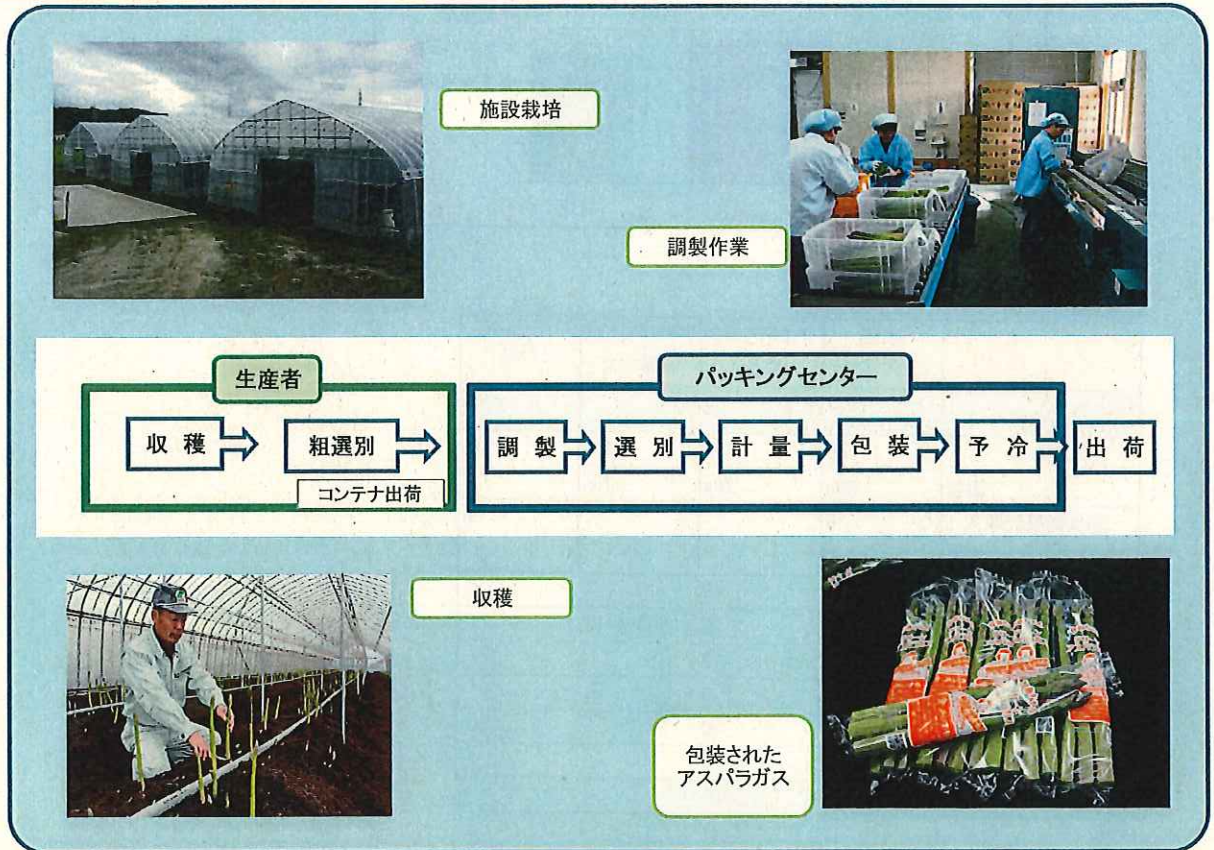 施設栽培
調製作業
生産者
パッキングセンター
収穫
粗選別
調製
選別
計量
包装
予冷
出荷
コンテナ出荷
収穫
包装された
アスパラガス